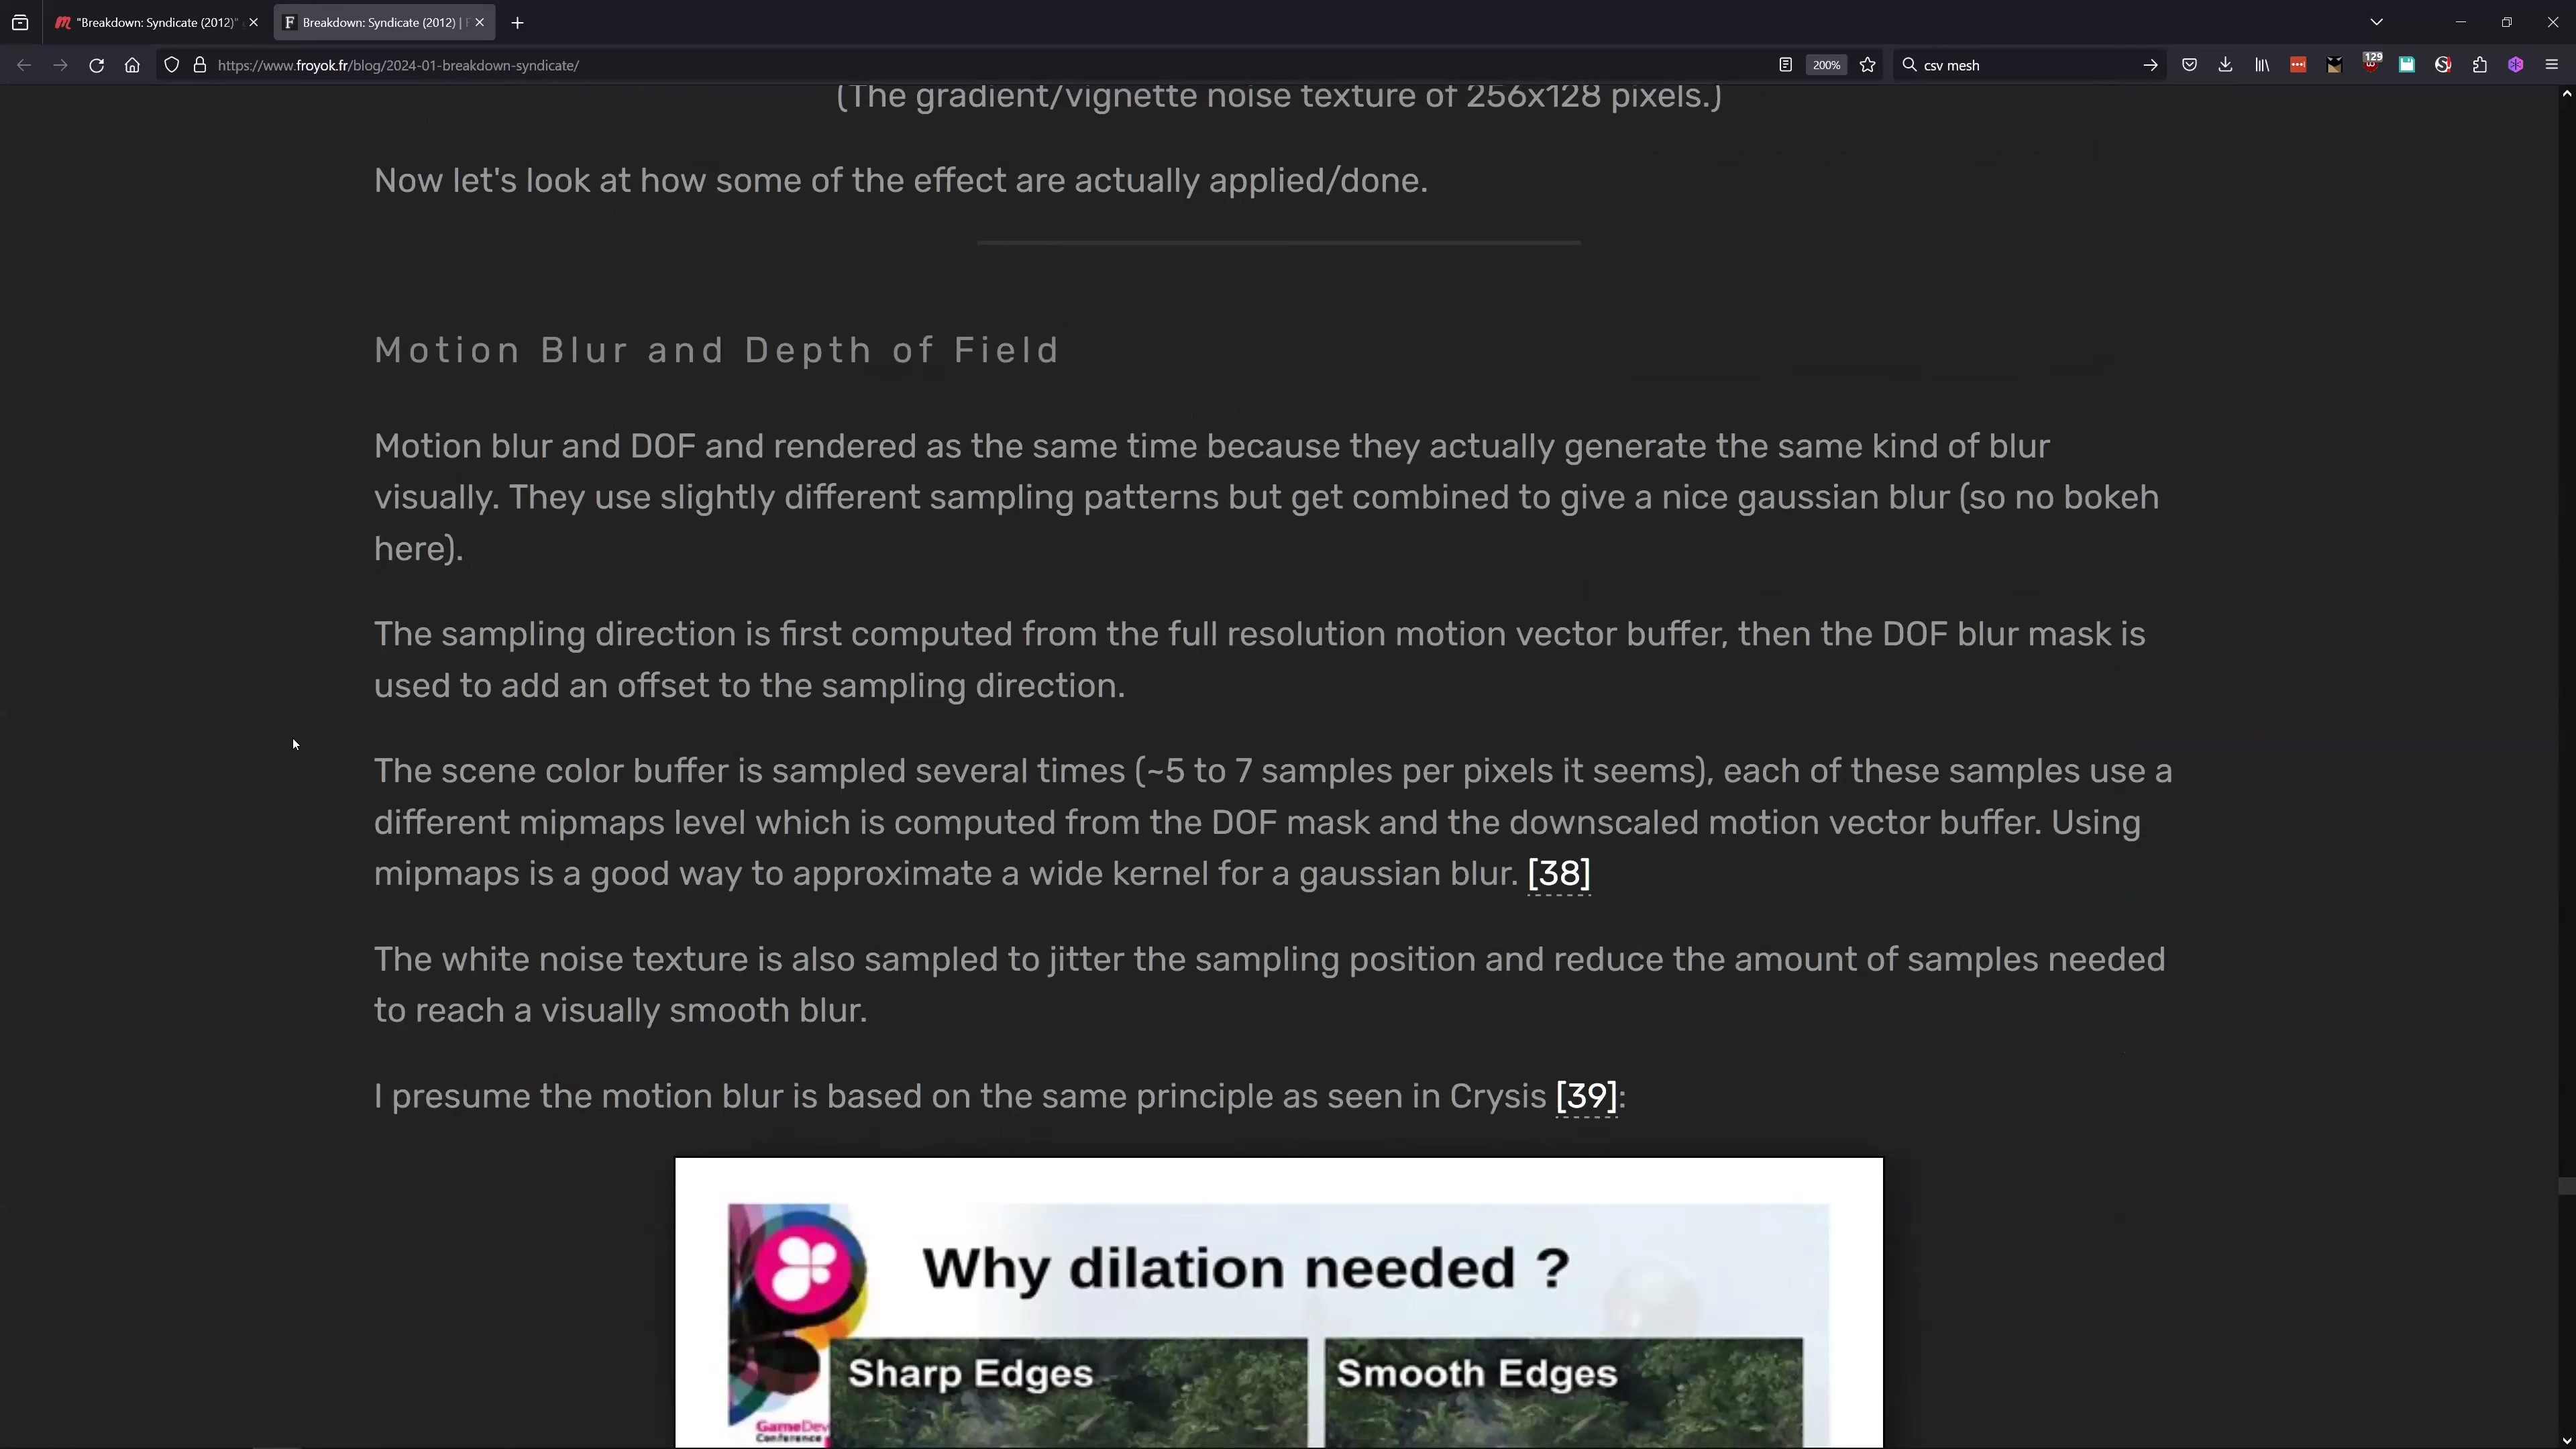 "Breakdown: Syndicate (2012)"
Breakdown: Syndicate (2012) | F
https://www.froyok.fr/blog/2024-01-breakdown-syndicate/
200%
csv mesh
129
(The gradient/vignette noise texture of 256x128 pixels.)
Now let's look at how some of the effect are actually applied/done.
Motion Blur and Depth of Field
Motion blur and DOF and rendered as the same time because they actually generate the same kind of blur
visually. They use slightly different sampling patterns but get combined to give a nice gaussian blur (so no bokeh
here).
The sampling direction is first computed from the full resolution motion vector buffer, then the DOF blur mask is
used to add an offset to the sampling direction.
The scene color buffer is sampled several times (~5 to 7 samples per pixels it seems), each of these samples use a
different mipmaps level which is computed from the DOF mask and the downscaled motion vector buffer. Using
mipmaps is a good way to approximate a wide kernel for a gaussian blur. [38]
The white noise texture is also sampled to jitter the sampling position and reduce the amount of samples needed
to reach a visually smooth blur.
I presume the motion blur is based on the same principle as seen in Crysis [39]:
Why dilation needed ?
Sharp Edges
Smooth Edges
GameDev
Conference